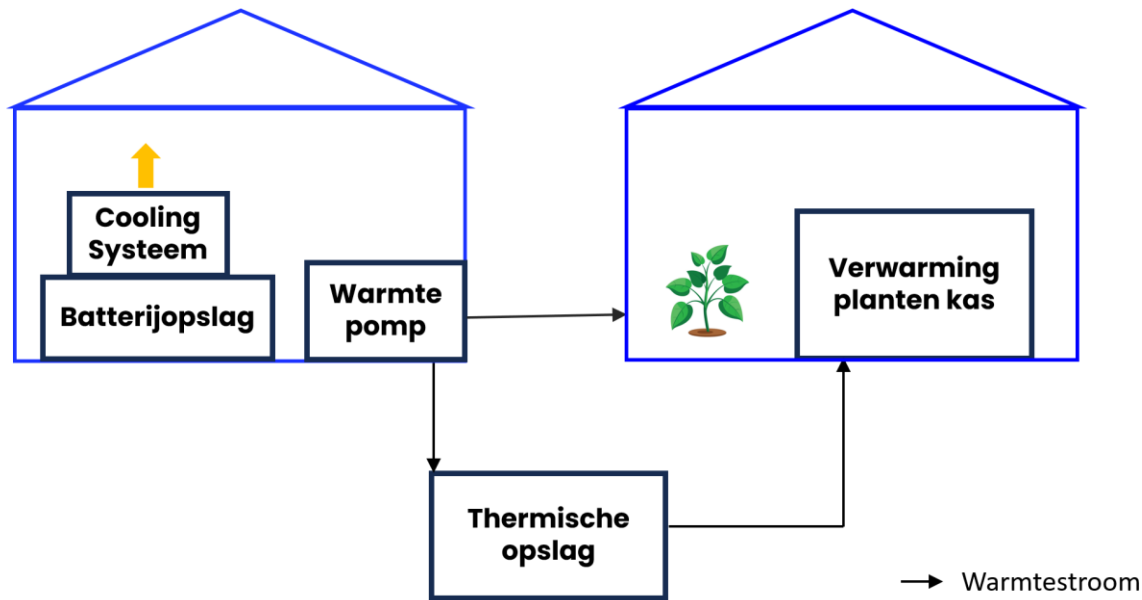 Cooling
Systeem
Batterijopslag
Warmte
pomp
Verwarming
planten kas
Thermische
opslag
Warmtestroom